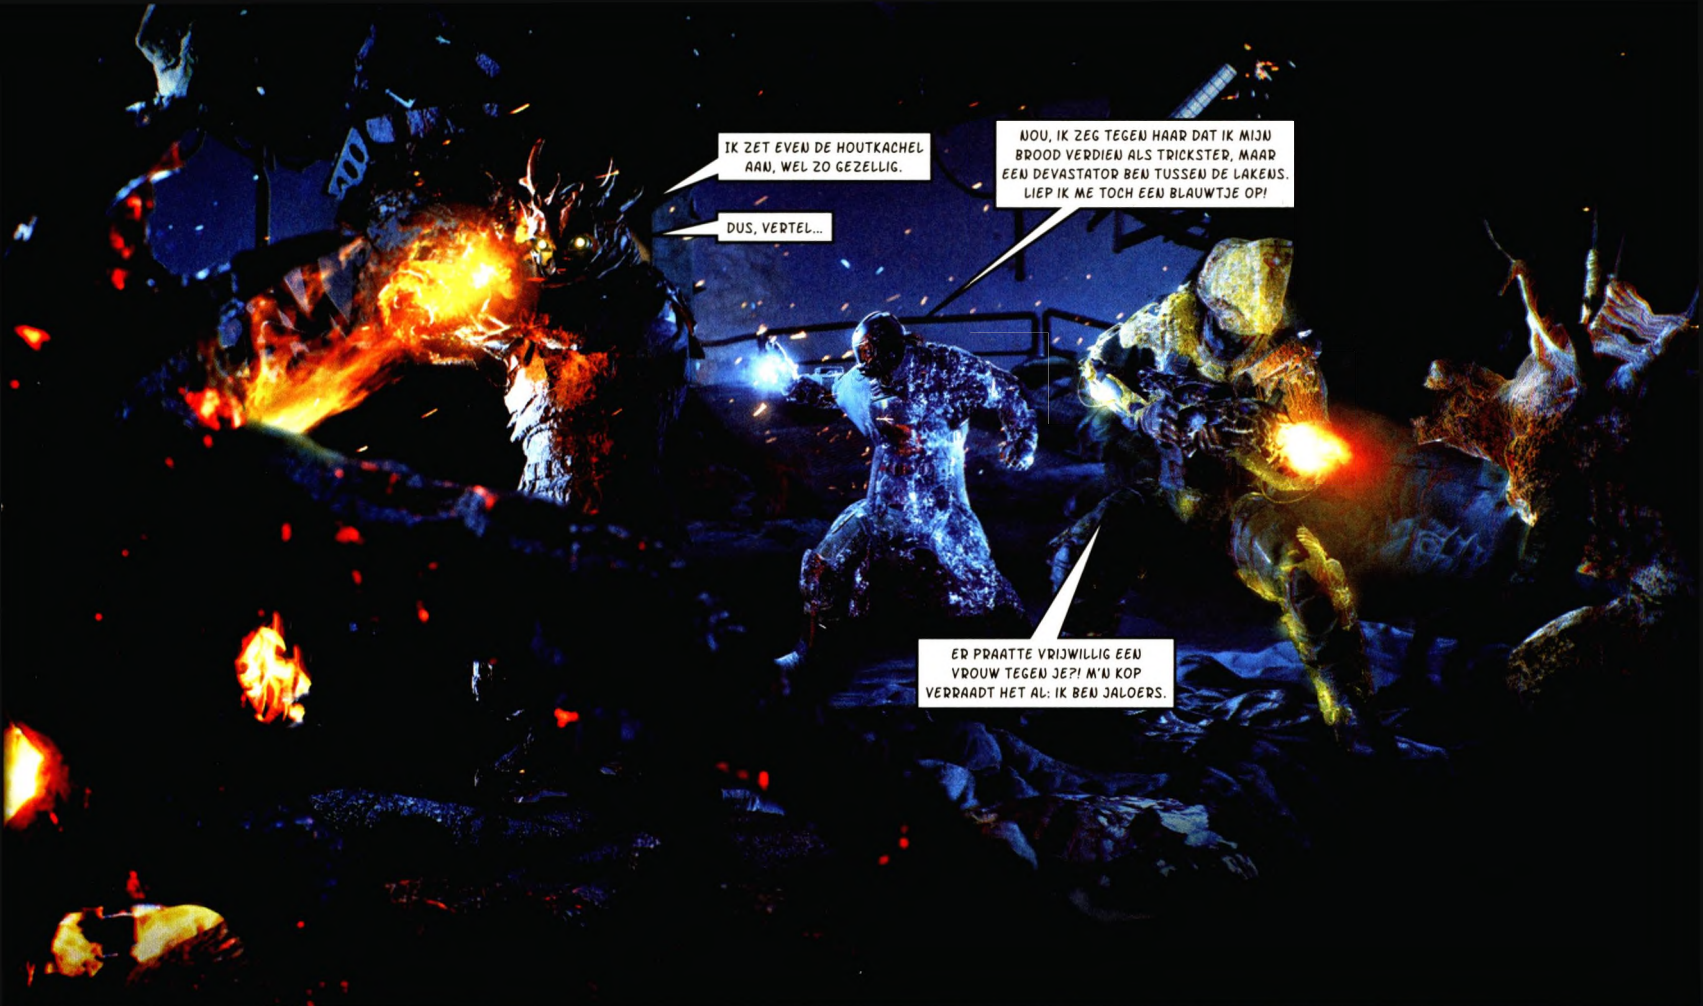 IK ZET EVEN DE HOUTKACHEL
AAN, WEL ZO GEZELLIG.
DUS, VERTEL...
NOU, IK ZEG TEGEN HAAR DAT IK MIJN
BROOD VERDIEN ALS TRICKSTER, MAAR
EEN DEVASTATOR BEN TUSSEN DE LAKENS.
LIEP IK ME TOCH EEN BLAUWTJE OP!
ER PRAATTE VRIJWILLIG EEN
VROUW TEGEN JE?! M'N KOP
VERRAADT HET AL: IK BEN JALOERS.